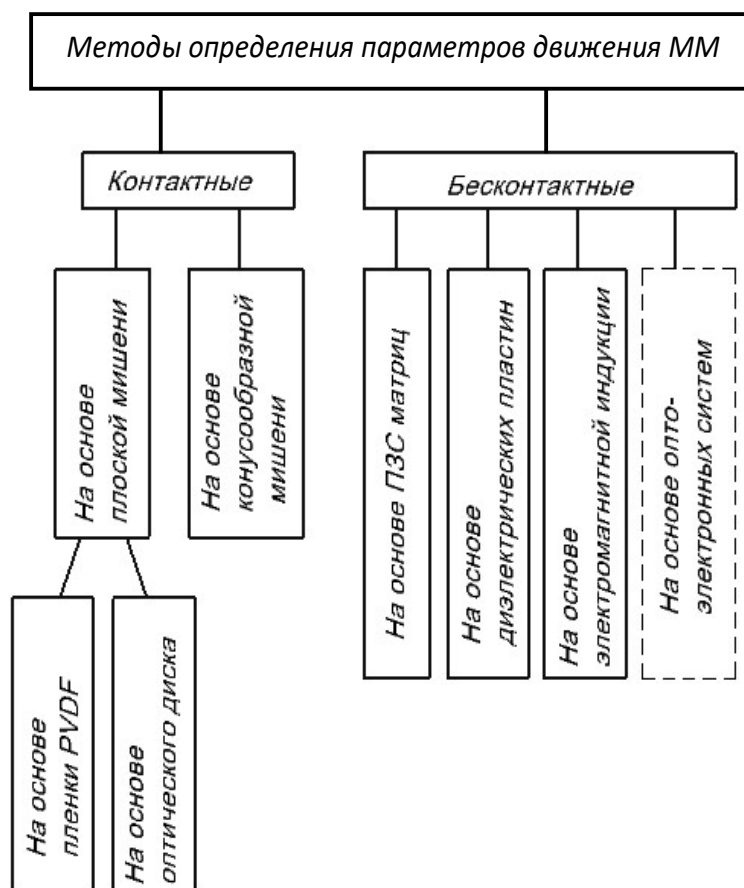 Методы определения параметров движения ММ
Контактные
Бесконтактные
На основе
плоской мишени
На основе
конусообразной
мишени
На основе ПЗС матриц
На основе
диэлектрических пластин
На основе
электромагнитной индукции
На основе опто-
электронных систем
На основе
пленки PVDF
На основе
оптического диска